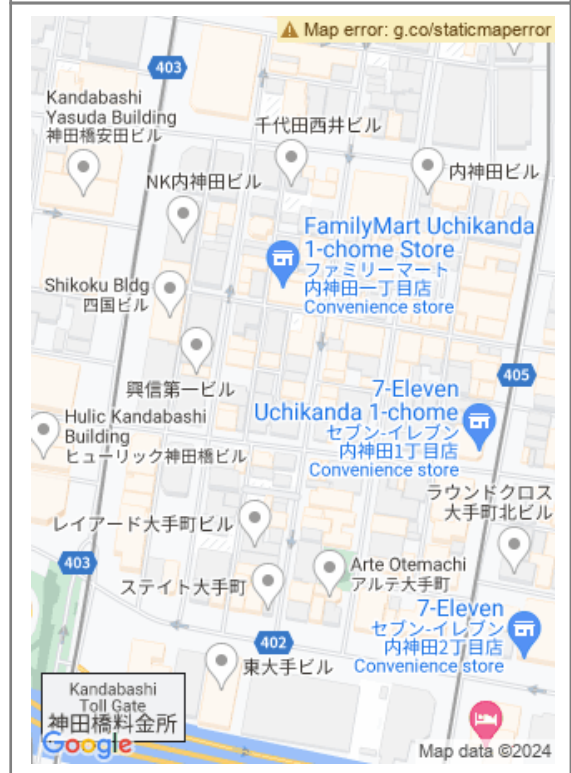 Map error: g.co/staticmaperror
403
Kandabashi
Yasuda Building
神田橋安田ビル
千代田西井ビル
内神田ビル
NK内神田ビル
FamilyMart Uchikanda
1-chome Store
ファミリーマート
内神田一丁目店
Convenience store
Shikoku Bldg
四国ビル
興信第一ビル
405
7-Eleven
Uchikanda 1-chome
セブン-イレブン
内神田1丁目店
Convenience store
Hulic Kandabashi
Building
ヒューリック神田橋ビル
ラウンドクロス
大手町北ビル
レイアード大手町ビル
403
Arte Otemachi
アルテ大手町
ステイト大手町
7-Eleven
セブン-イレブン
内神田2丁目店
Convenience store
402
東大手ビル
Kandabashi
Toll Gate
神田橋料金所
Google
Map data ©2024